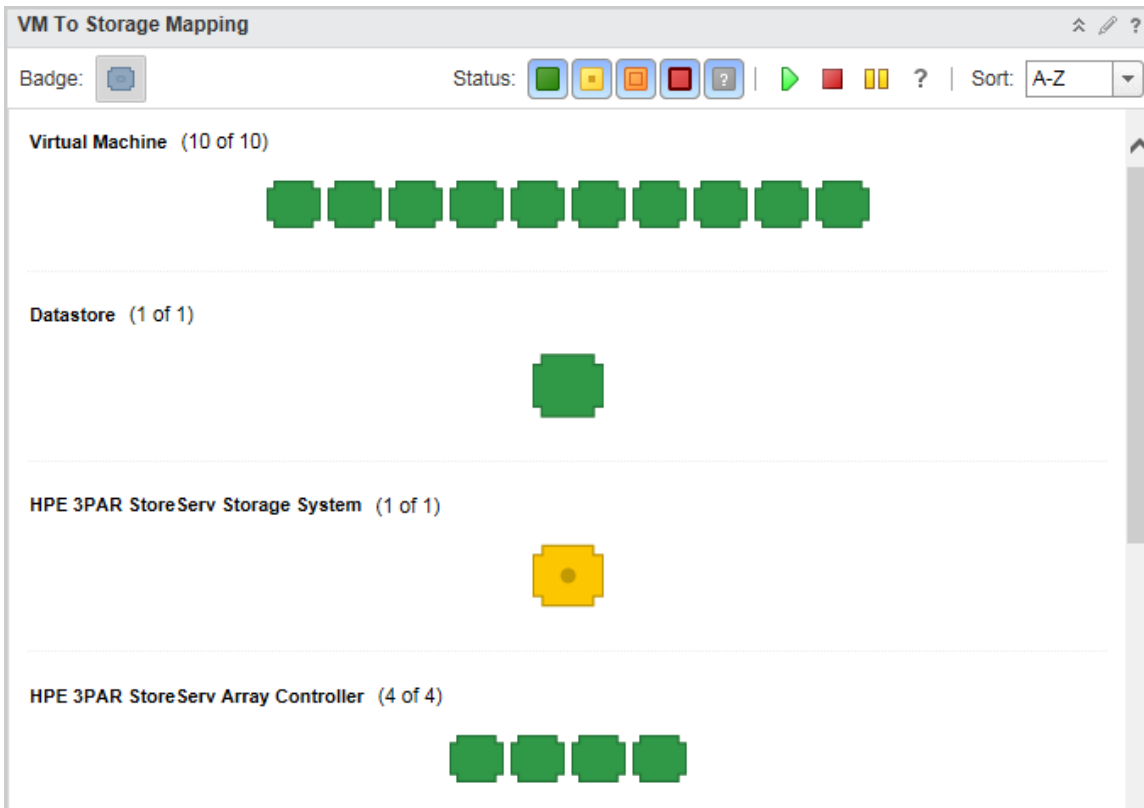 VM To Storage Mapping ?
Badge: Status: ? ? Sort: A-Z
Virtual Machine (10 of 10)
Datastore (1 of 1)
HPE 3PAR StoreServ Storage System (1 of 1)
HPE 3PAR StoreServ Array Controller (4 of 4)